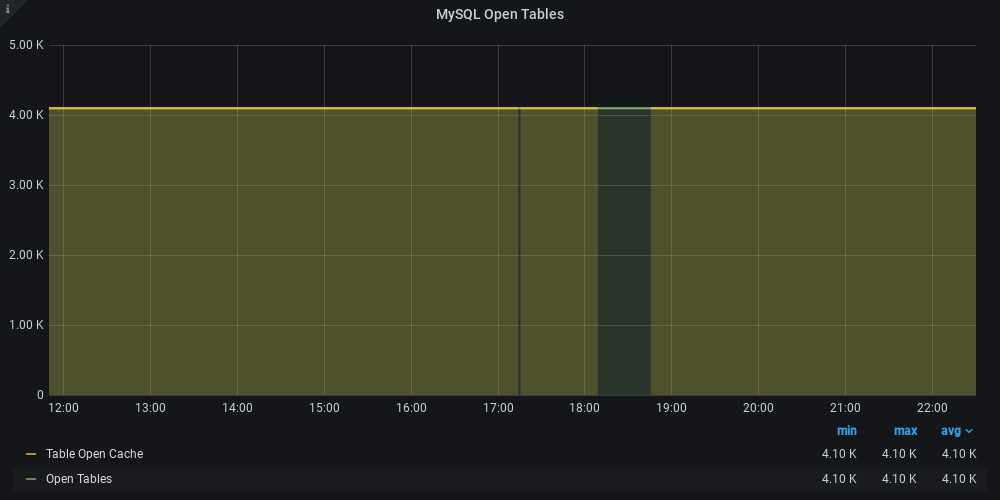 i
MySQL Open Tables
5.00 K
4.00 K
3.00 K
2.00 K
1.00 K
0
12:00 13:00 14:00 15:00 16:00 17:00 18:00 19:00 20:00 21:00 22:00
min max avg
Table Open Cache 4.10 K 4.10 K 4.10 K
Open Tables 4.10 K 4.10 K 4.10 K